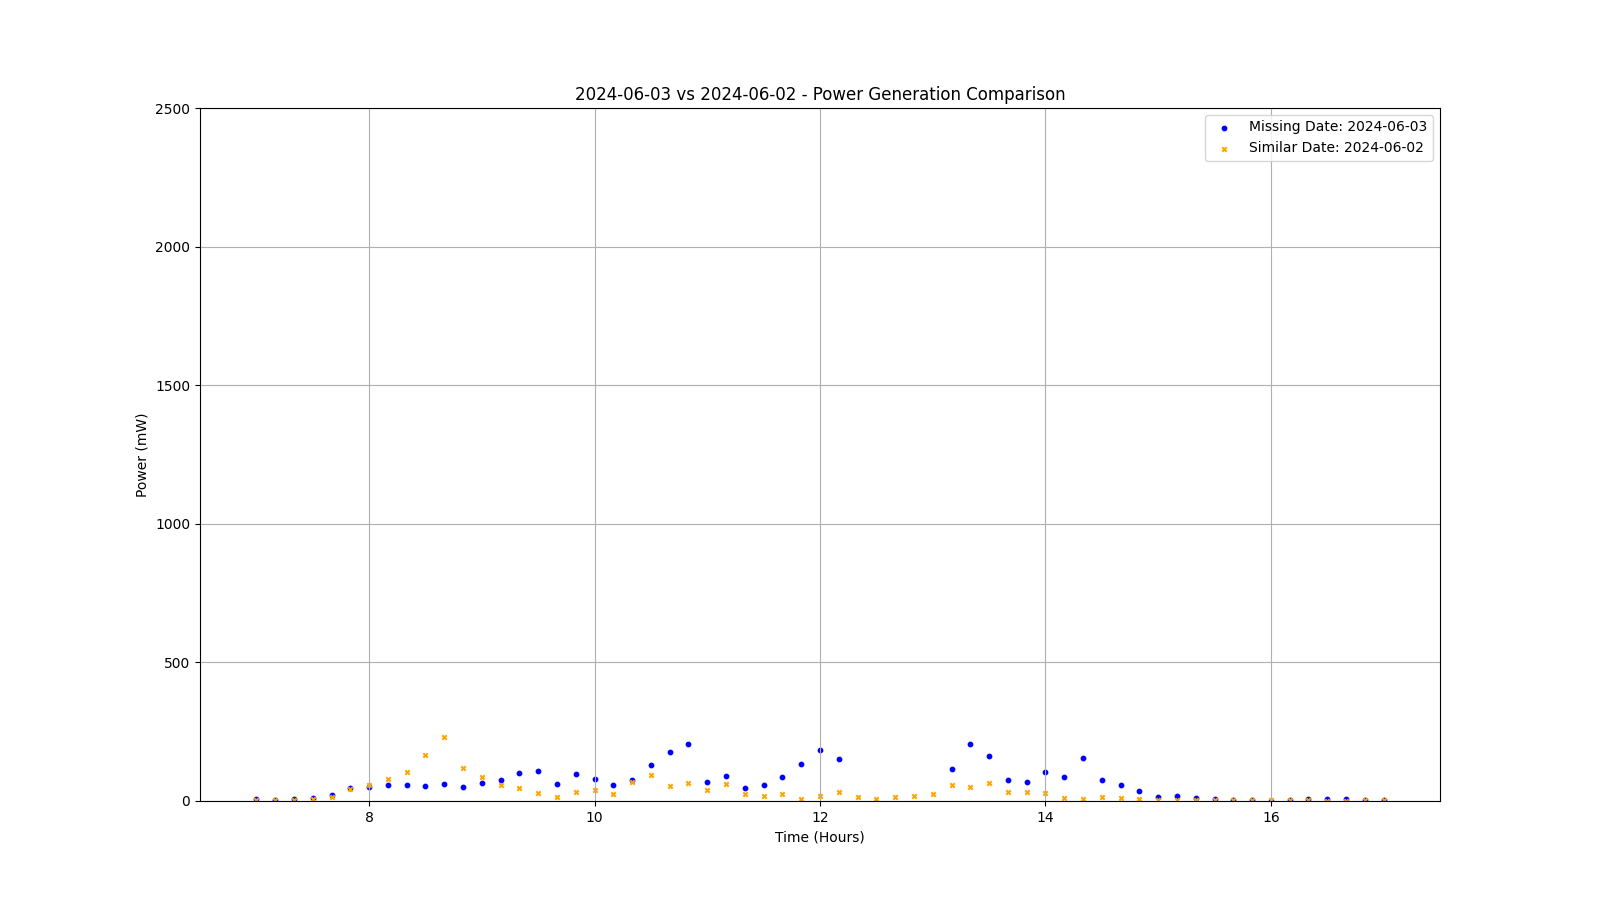 2024-06-03 vs 2024-06-02 - Power Generation Comparison
Missing Date: 2024-06-03
Similar Date: 2024-06-02
2500
2000
1500
1000
500
0
Power (mW)
8
10
12
14
16
Time (Hours)